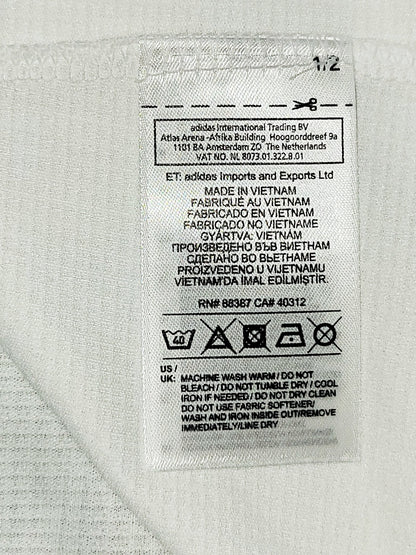 1/2
adidas International Trading BV
Atlas Arena -Afrika Building Hoogoorddreef 9a
1101 BA Amsterdam ZO The Netherlands
VAT NO. NL 8073.01.322.B.01
ET: adidas Imports and Exports Ltd
MADE IN VIETNAM
FABRIQUÉ AU VIETNAM
FABRICADO EN VIETNAM
FABRICADO NO VIETNAME
GYÁRTVA: VIETNAM
ПРОИЗВЕДЕНО ВЪВ ВИЕТНАМ
СДЕЛАНО ВО ВЬЕТНАМЕ
PROIZVEDENO U VIJETNAMU
VIETNAM'DA İMAL EDİLMİŞTİR.
RN# 88387 CA# 40312
40
US /
UK: MACHINE WASH WARM / DO NOT
BLEACH / DO NOT TUMBLE DRY / COOL
IRON IF NEEDED / DO NOT DRY CLEAN
DO NOT USE FABRIC SOFTENER/
WASH AND IRON INSIDE OUT/REMOVE
IMMEDIATELY/LINE DRY